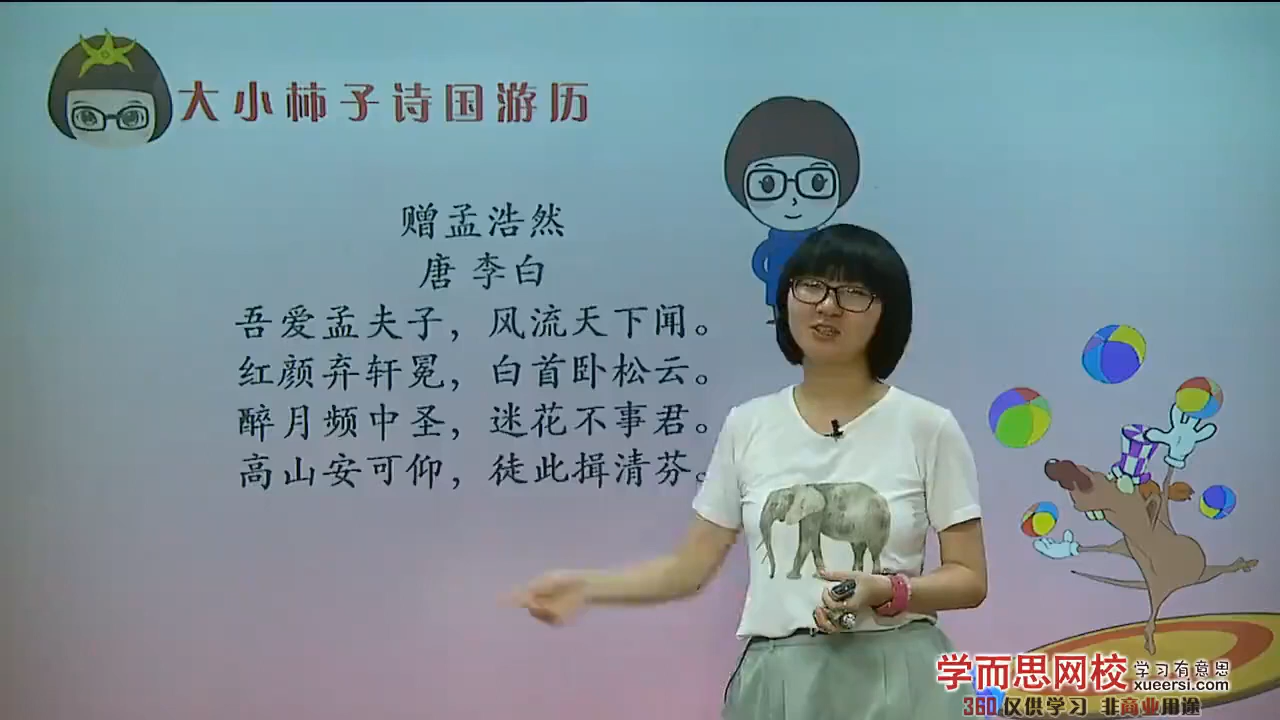 大小柿子诗国游历
赠孟浩然
唐 李白
吾爱孟夫子，风流天下闻。
红颜弃轩冕，白首卧松云。
醉月频中圣，迷花不事君。
高山安可仰，徒此揖清芬。
学而思网校 学习有意思
xueersi.com
360 仅供学习 非商业用途